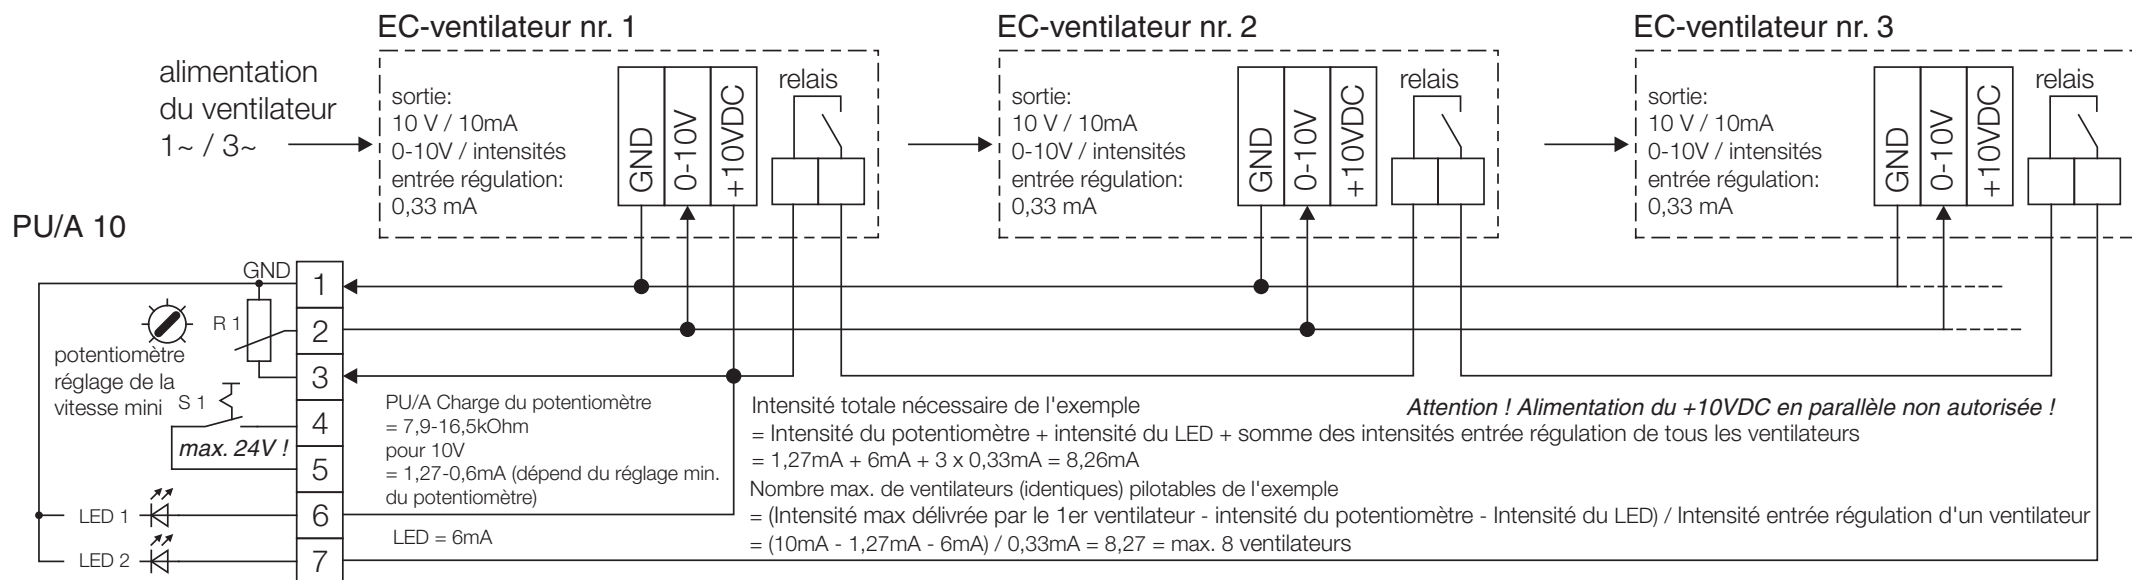 EC-ventilateur nr. 1
EC-ventilateur nr. 2
EC-ventilateur nr. 3
alimentation
du ventilateur
1~ / 3~
sortie:
10 V / 10mA
0-10V / intensités
entrée régulation:
0,33 mA
GND
0-10V
+10VDC
relais
sortie:
10 V / 10mA
0-10V / intensités
entrée régulation:
0,33 mA
GND
0-10V
+10VDC
relais
sortie:
10 V / 10mA
0-10V / intensités
entrée régulation:
0,33 mA
GND
0-10V
+10VDC
relais
PU/A 10
GND
1
R 1
2
potentiomètre
réglage de la
vitesse mini
3
S 1
4
max. 24V !
5
LED 1
6
LED 2
7
PU/A Charge du potentiomètre
= 7,9-16,5kOhm
pour 10V
= 1,27-0,6mA (dépend du réglage min.
du potentiomètre)
LED = 6mA
Intensité totale nécessaire de l'exemple
Attention ! Alimentation du +10VDC en parallèle non autorisée !
= Intensité du potentiomètre + intensité du LED + somme des intensités entrée régulation de tous les ventilateurs
= 1,27mA + 6mA + 3 x 0,33mA = 8,26mA
Nombre max. de ventilateurs (identiques) pilotables de l'exemple
= (Intensité max délivrée par le 1er ventilateur - intensité du potentiomètre - Intensité du LED) / Intensité entrée régulation d'un ventilateur
= (10mA - 1,27mA - 6mA) / 0,33mA = 8,27 = max. 8 ventilateurs